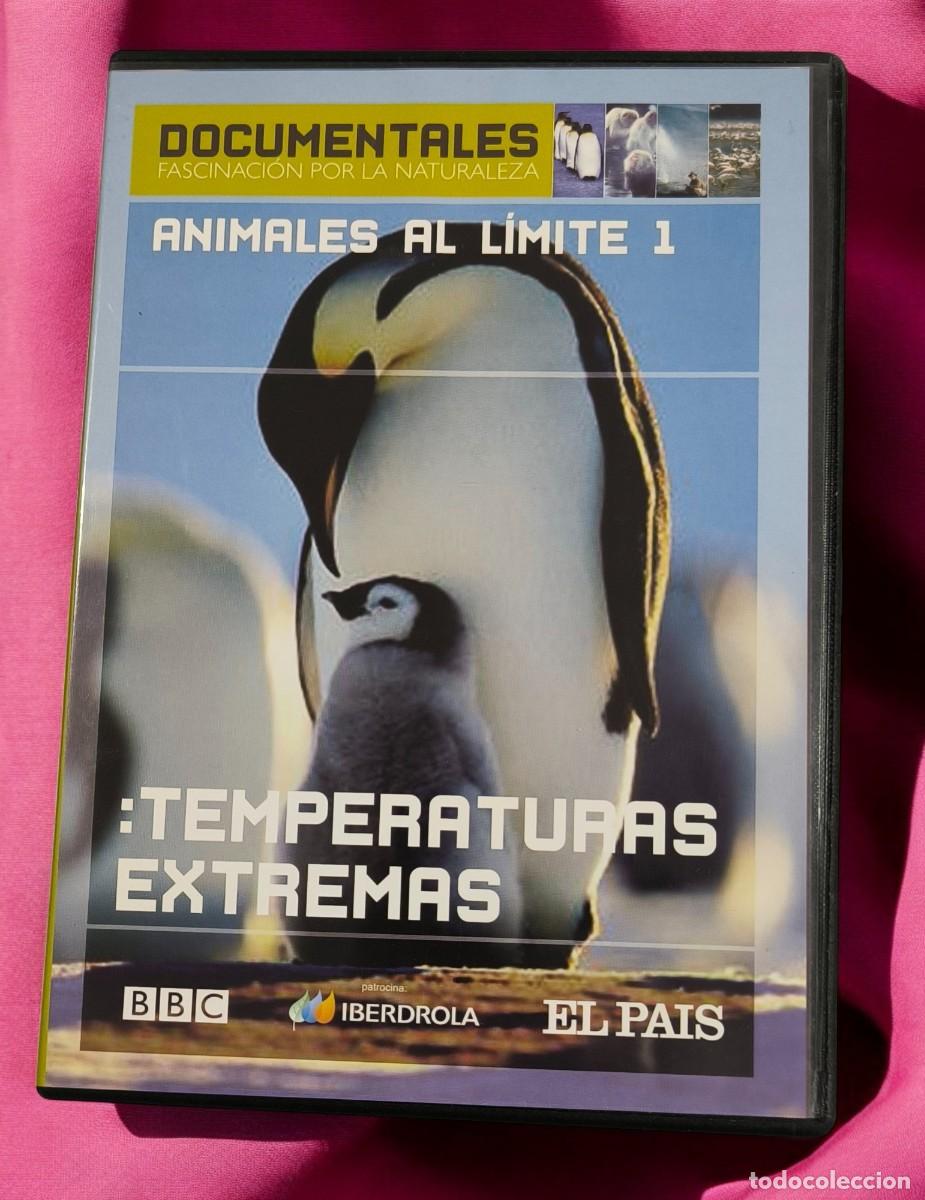 DOCUMENTALES
FASCINACIÓN POR LA NATURALEZA
ANIMALES AL LÍMITE 1
:TEMPERATURAS
EXTREMAS
BBC
patrocina:
IBERDROLA
EL PAIS
todocoleccion